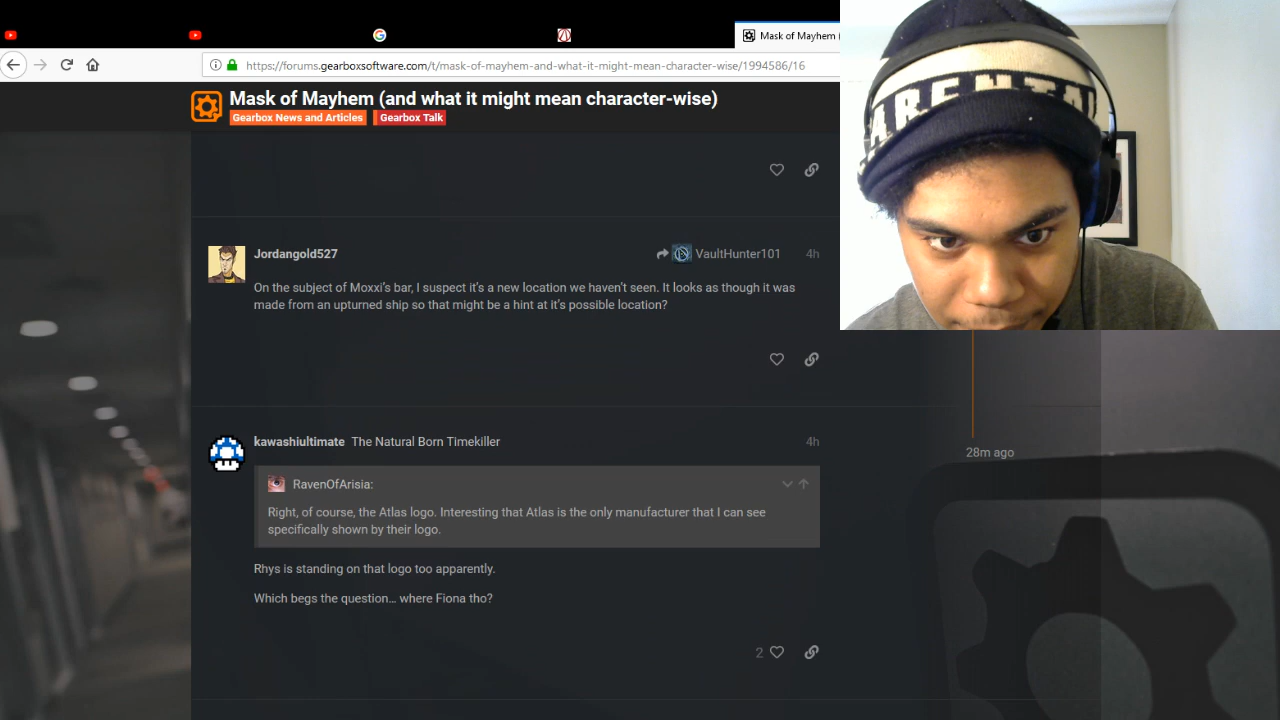 Mask of Mayhem (
https://forums.gearboxsoftware.com/t/mask-of-mayhem-and-what-it-might-mean-character-wise/1994586/16
Mask of Mayhem (and what it might mean character-wise)
Gearbox News and Articles Gearbox Talk
Jordangold527 VaultHunter101 4h
On the subject of Moxxi's bar, I suspect it's a new location we haven't seen. It looks as though it was
made from an upturned ship so that might be a hint at it's possible location?
kawashiultimate The Natural Born Timekiller 4h
RavenOfArisia:
Right, of course, the Atlas logo. Interesting that Atlas is the only manufacturer that I can see
specifically shown by their logo.
Rhys is standing on that logo too apparently.
28m ago
Which begs the question... where Fiona tho?
2